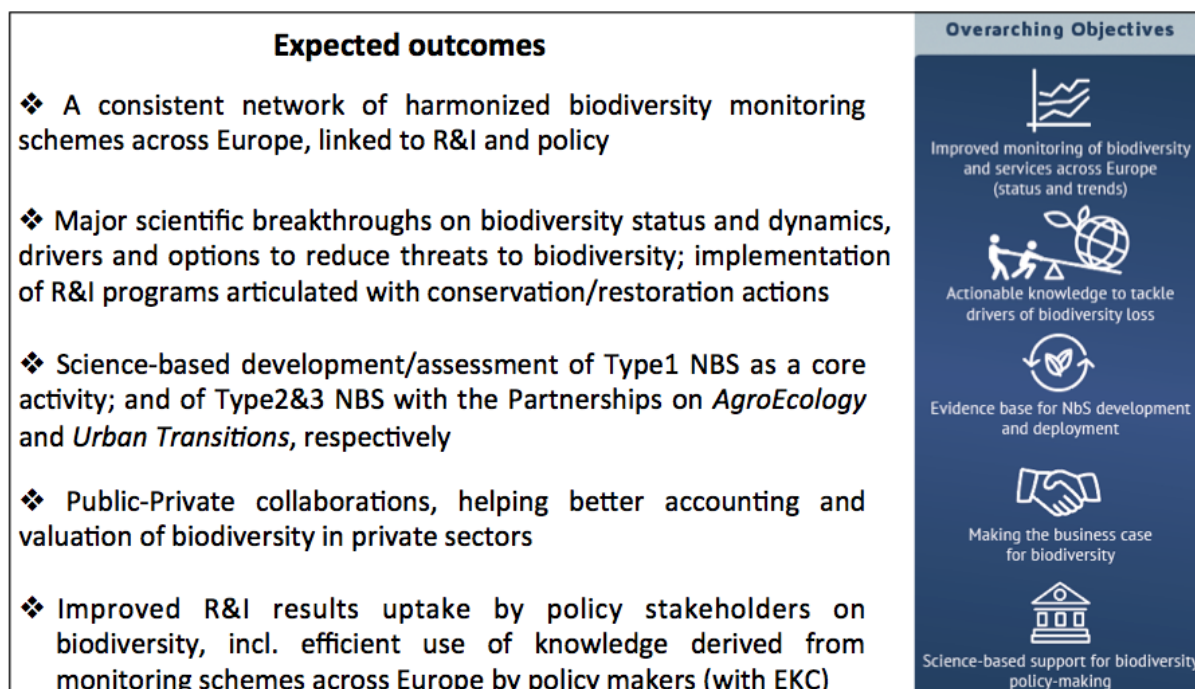 Expected outcomes
❖ A consistent network of harmonized biodiversity monitoring
schemes across Europe, linked to R&I and policy
❖ Major scientific breakthroughs on biodiversity status and dynamics,
drivers and options to reduce threats to biodiversity; implementation
of R&I programs articulated with conservation/restoration actions
❖ Science-based development/assessment of Type1 NBS as a core
activity; and of Type2&3 NBS with the Partnerships on AgroEcology
and Urban Transitions, respectively
❖ Public-Private collaborations, helping better accounting and
valuation of biodiversity in private sectors
❖ Improved R&I results uptake by policy stakeholders on
biodiversity, incl. efficient use of knowledge derived from
monitoring schemes across Europe by policy makers (with EKC)
Overarching Objectives
Improved monitoring of biodiversity
and services across Europe
(status and trends)
Actionable knowledge to tackle
drivers of biodiversity loss
Evidence base for NbS development
and deployment
Making the business case
for biodiversity
Science-based support for biodiversity
policy-making